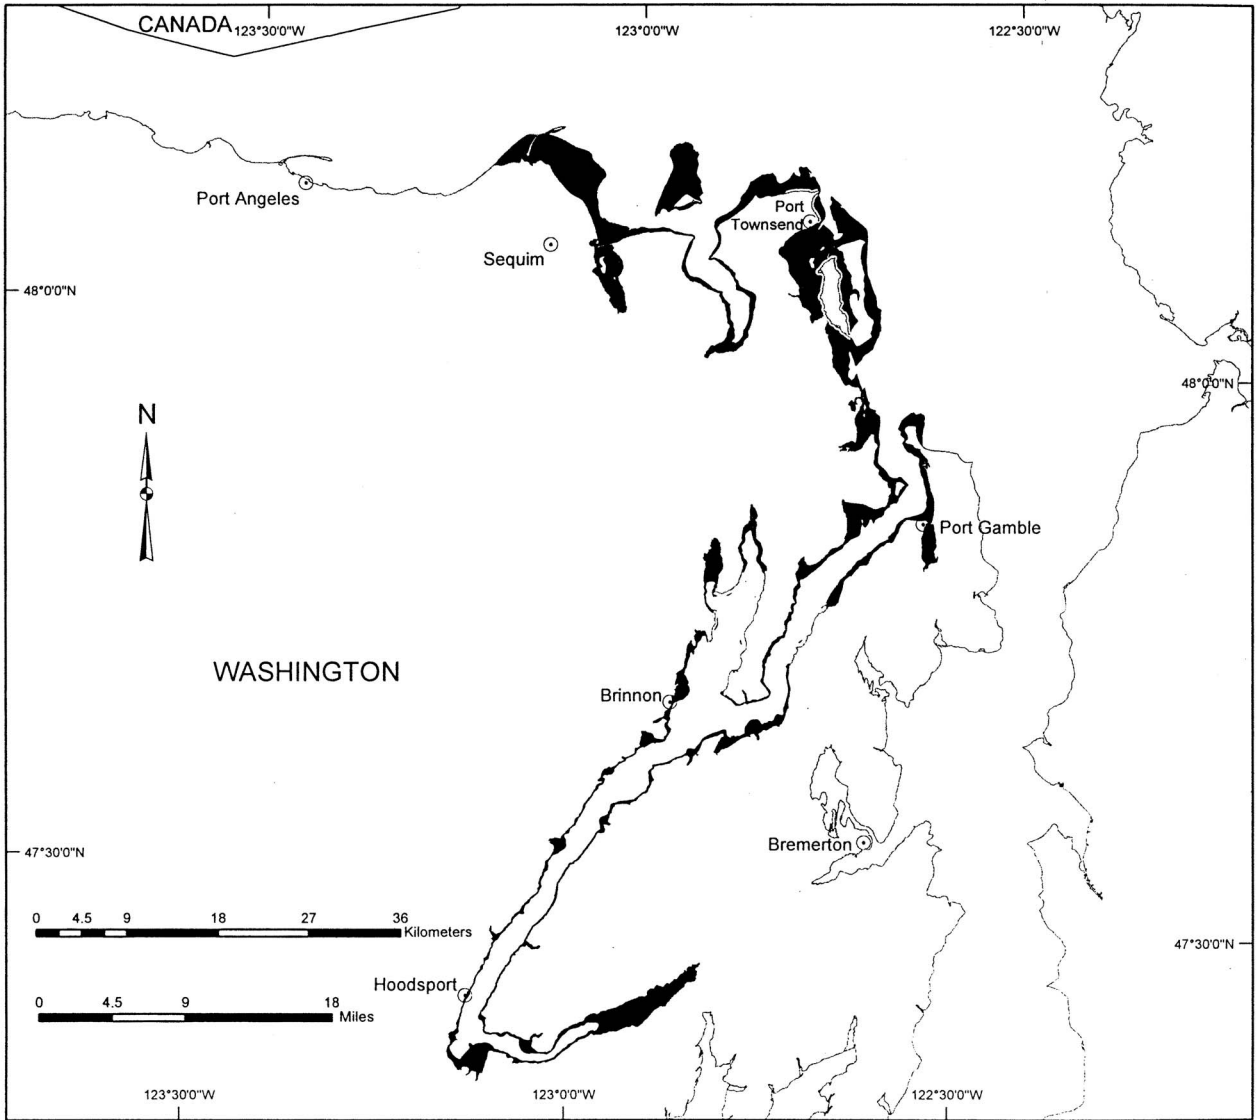 CANADA
123°30'0"W
123°0'0"W
122°30'0"W
Port Angeles
Port
Townsend
Sequim
48°0'0"N
48°0'0"N
N
Port Gamble
WASHINGTON
Brinnon
Bremerton
47°30'0"N
0 4.5 9 18 27 36
Kilometers
47°30'0"N
Hoodsport
0 4.5 9 18
Miles
123°30'0"W
123°0'0"W
122°30'0"W